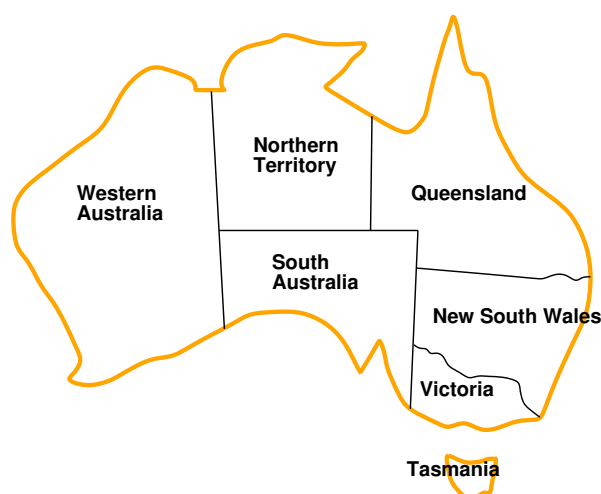 Northern
Territory
Western
Australia
Queensland
South
Australia
New South Wales
Victoria
Tasmania